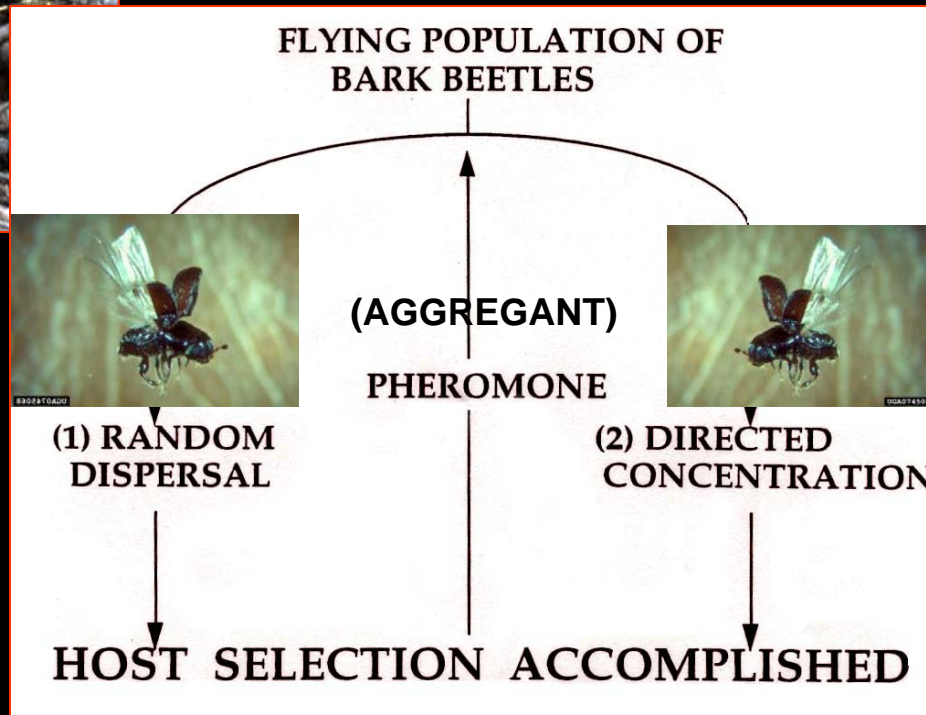 FLYING POPULATION OF
BARK BEETLES
(AGGREGANT)
PHEROMONE
(1) RANDOM
DISPERSAL
(2) DIRECTED
CONCENTRATION
HOST SELECTION ACCOMPLISHED